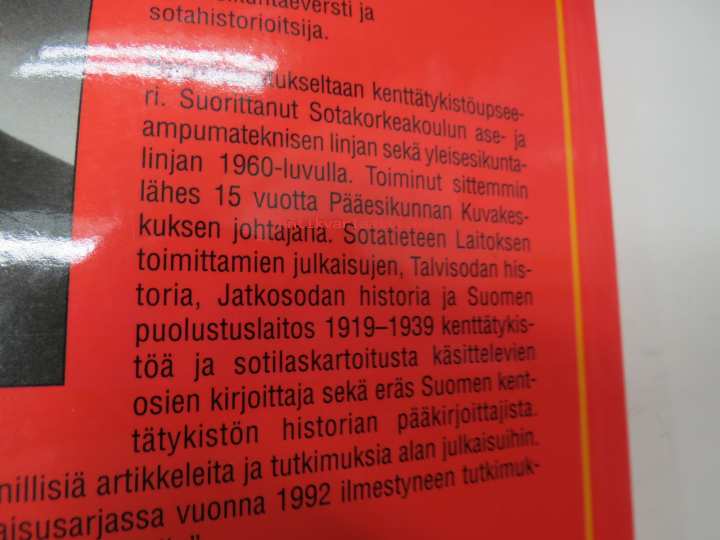 sotahistorioitsija.
kenttätykistöupsee-
ri. Suorittanut Sotakorkeakoulun ase- ja
ampumateknisen linjan sekä yleisesikunta-
linjan 1960-luvulla. Toiminut sittemmin
lähes 15 vuotta Pääesikunnan Kuvakes-
kuksen johtajana. Sotatieteen Laitoksen
toimittamien julkaisujen, Talvisodan his-
toria, Jatkosodan historia ja Suomen
puolustuslaitos 1919–1939 kenttätykis-
töä ja sotilaskartoitusta käsittelevien
osien kirjoittaja sekä eräs Suomen kent-
tätykistön historian pääkirjoittajista.
artikkeleita ja tutkimuksia alan julkaisuihin.
vuonna 1992 ilmestyneen tutkimuk-